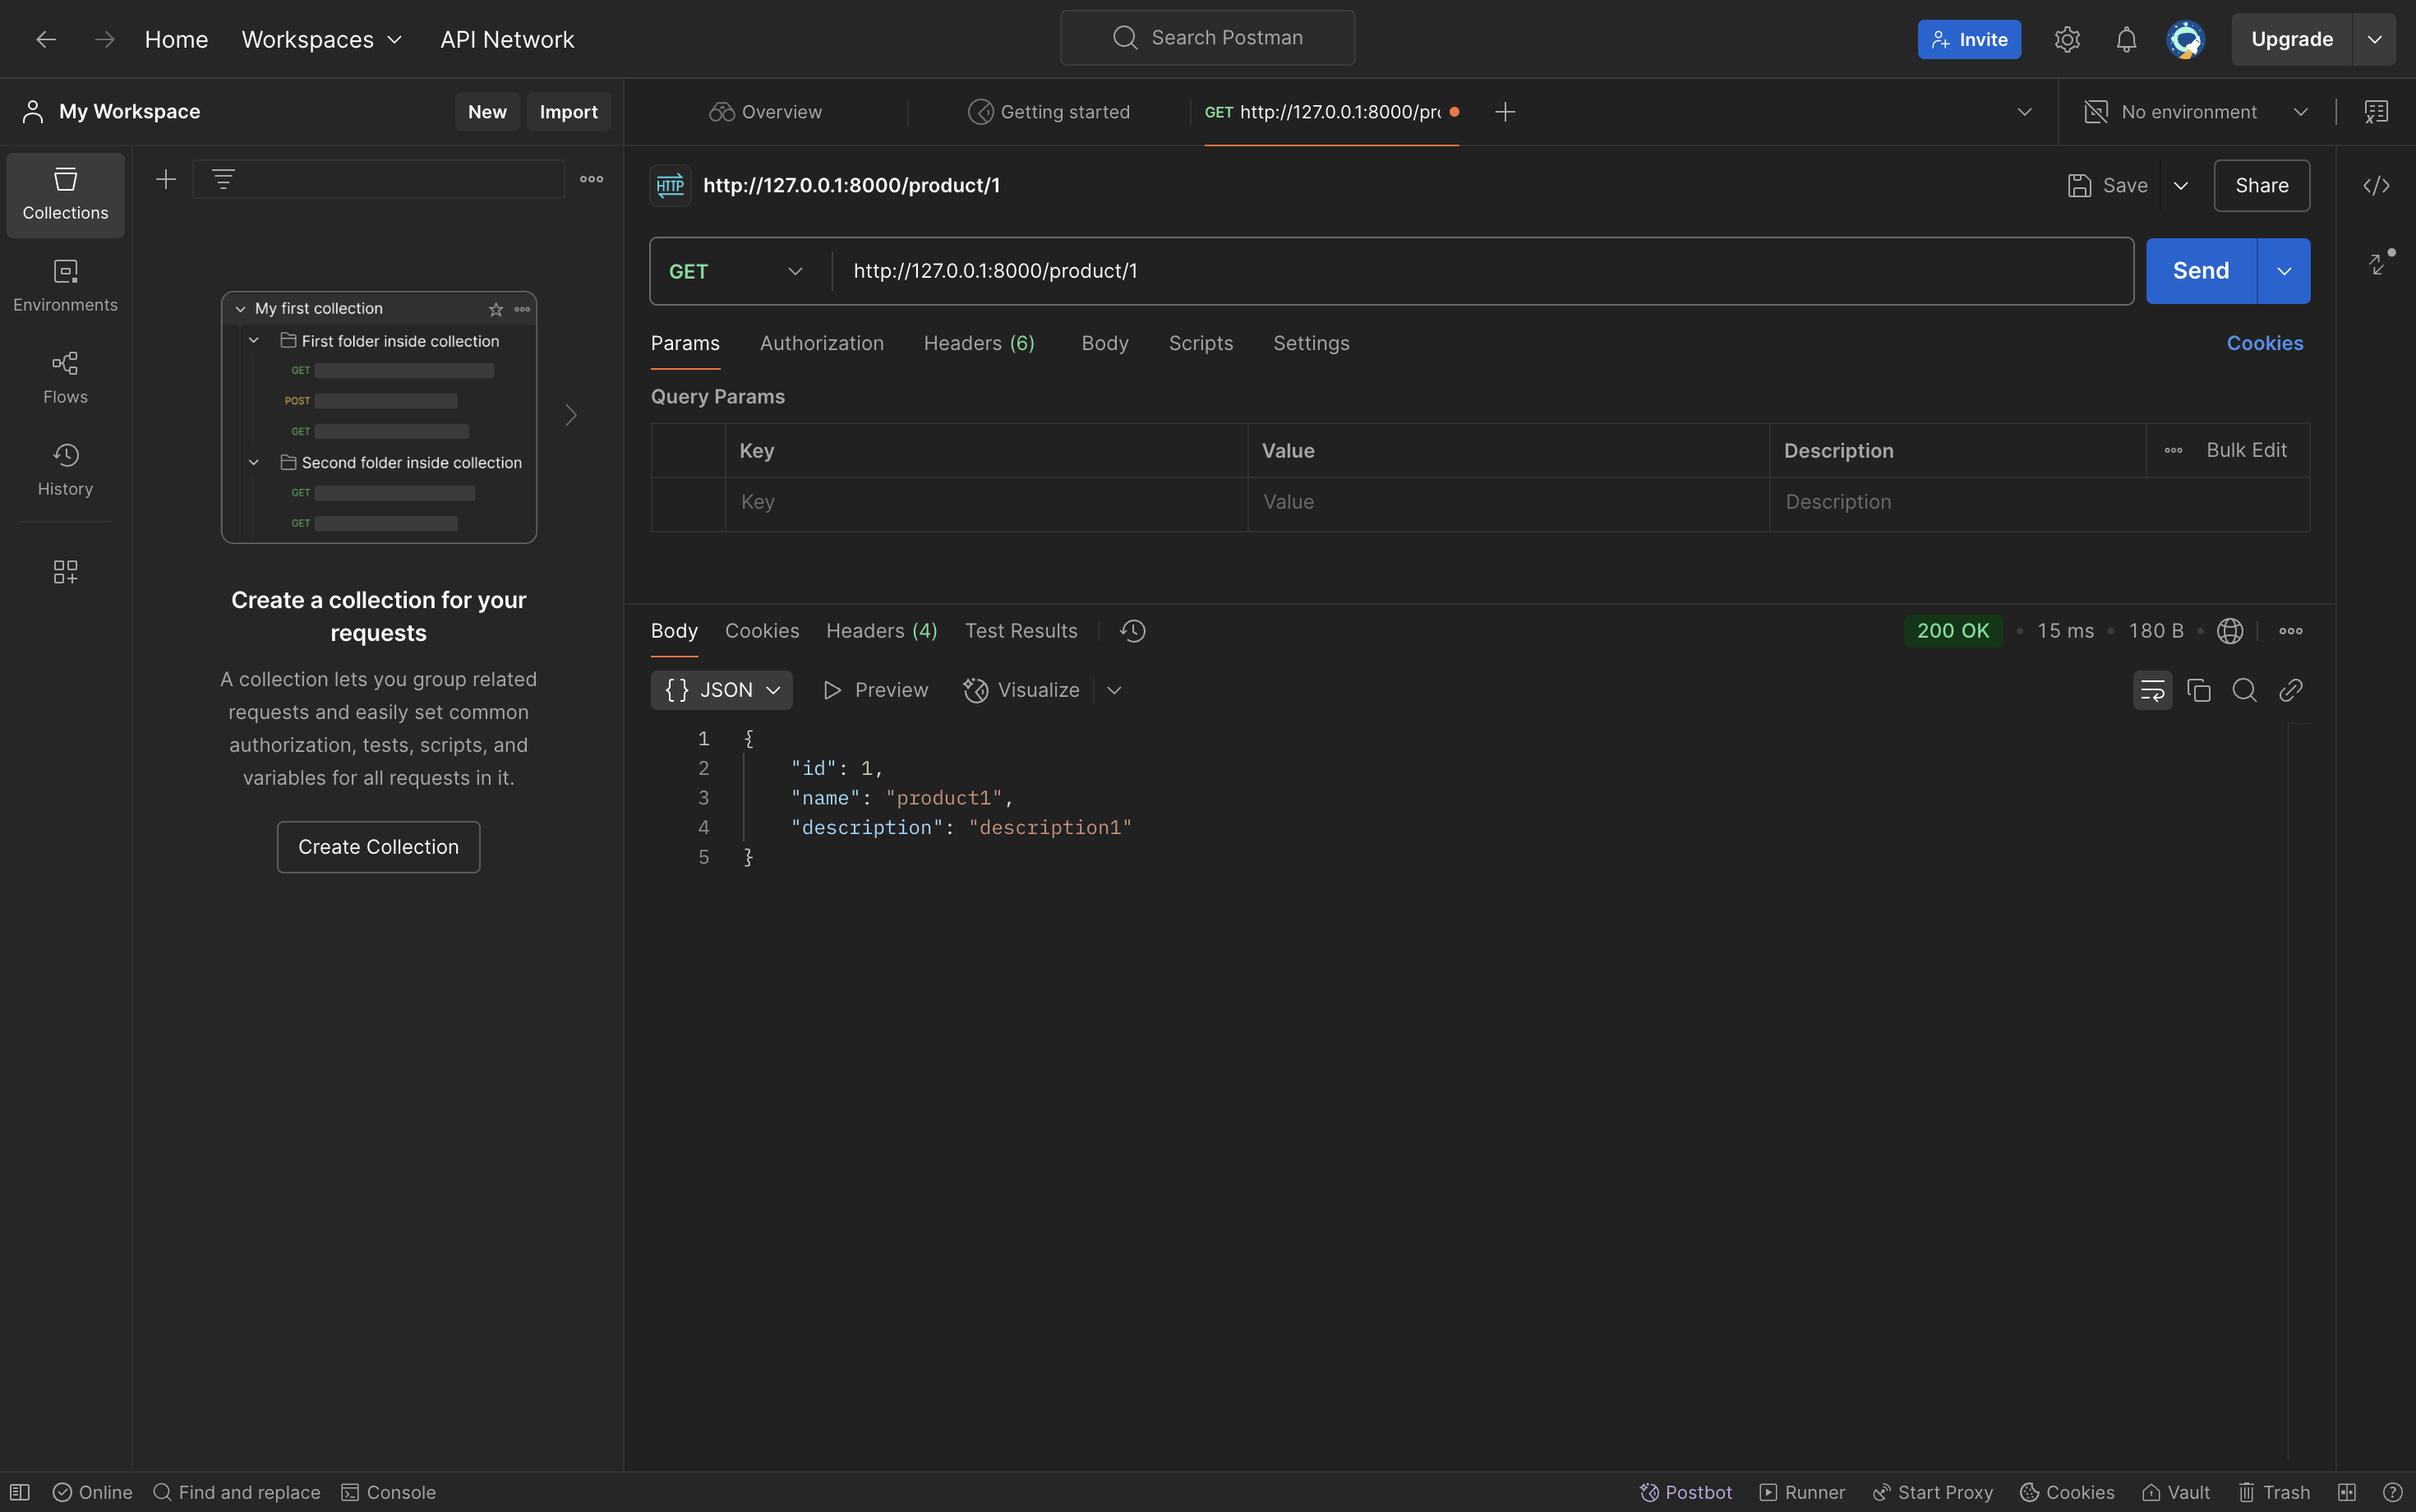 Home Workspaces API Network Search Postman Invite Upgrade
My Workspace New Import Overview Getting started GET http://127.0.0.1:8000/pr No environment
Collections
Environments
Flows
History
My first collection
First folder inside collection
GET
POST
GET
Second folder inside collection
GET
GET
Create a collection for your
requests
A collection lets you group related
requests and easily set common
authorization, tests, scripts, and
variables for all requests in it.
Create Collection
HTTP http://127.0.0.1:8000/product/1 Save Share
GET http://127.0.0.1:8000/product/1 Send
Params Authorization Headers (6) Body Scripts Settings Cookies
Query Params
Key Value Description Bulk Edit
Key Value Description
Body Cookies Headers (4) Test Results 200 OK • 15 ms • 180 B •
{} JSON Preview Visualize
1 {
2 "id": 1,
3 "name": "product1",
4 "description": "description1"
5 }
Online Find and replace Console Postbot Runner Start Proxy Cookies Vault Trash